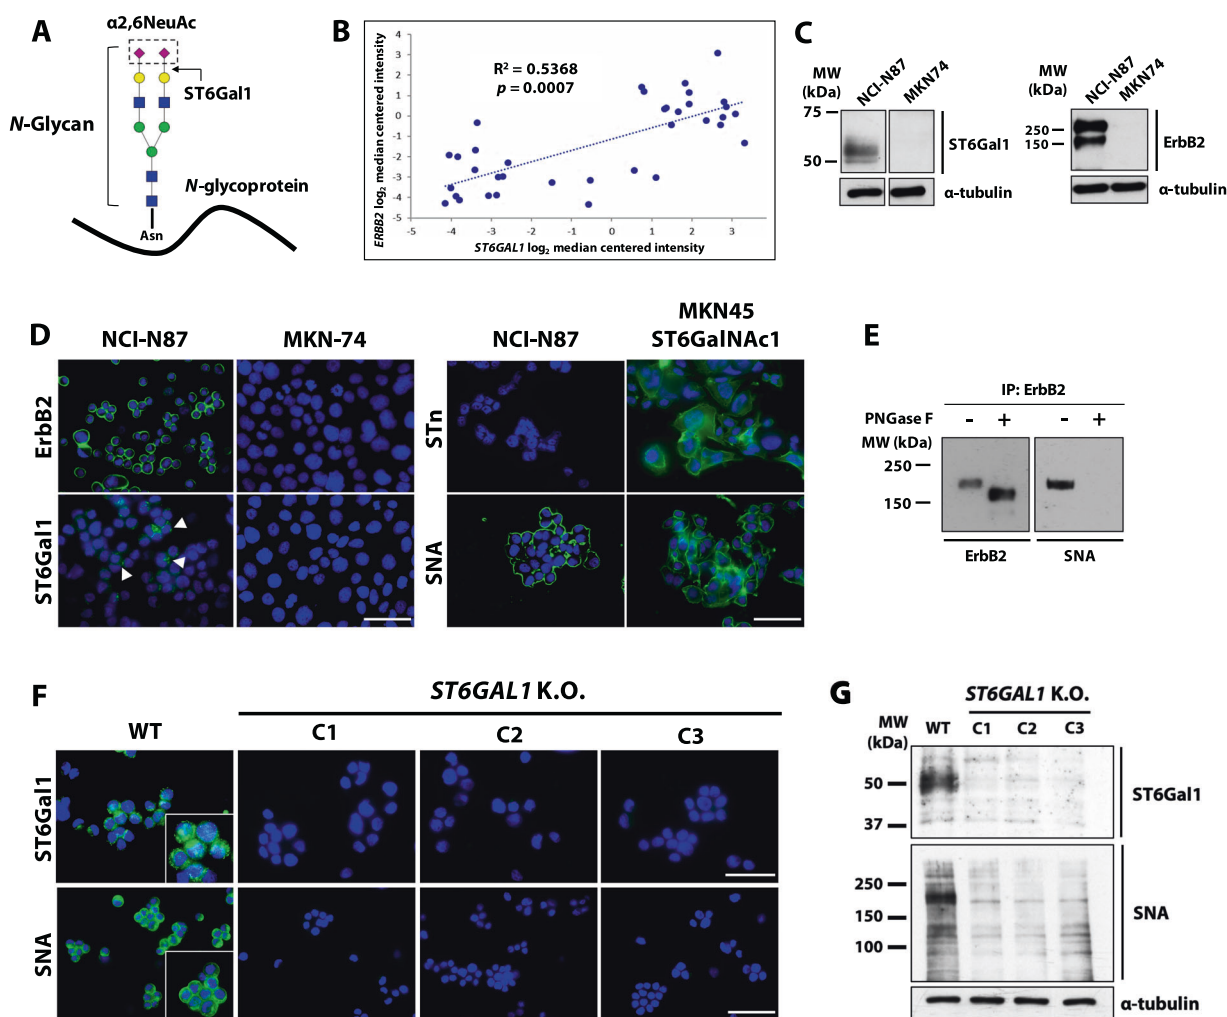 A
α2,6NeuAc
ST6Gal1
N-Glycan
N-glycoprotein
Asn
B
ERBB2 log2 median centered intensity
4
3
2
1
0
-1
-2
-3
-4
-5
R² = 0.5368
p = 0.0007
-5 -4 -3 -2 -1 0 1 2 3
ST6GAL1 log2 median centered intensity
C
MW
(kDa)
NCI-N87
MKN74
75
50
ST6Gal1
α-tubulin
MW
(kDa)
NCI-N87
MKN74
250
150
ErbB2
α-tubulin
D
NCI-N87
MKN-74
ErbB2
ST6Gal1
NCI-N87
MKN45
ST6GalNAc1
STn
SNA
E
IP: ErbB2
PNGase F - + - +
MW (kDa)
250
150
ErbB2
SNA
F
ST6GAL1 K.O.
WT C1 C2 C3
ST6Gal1
SNA
G
ST6GAL1 K.O.
MW
(kDa)
WT C1 C2 C3
50
37
ST6Gal1
250
150
100
SNA
α-tubulin